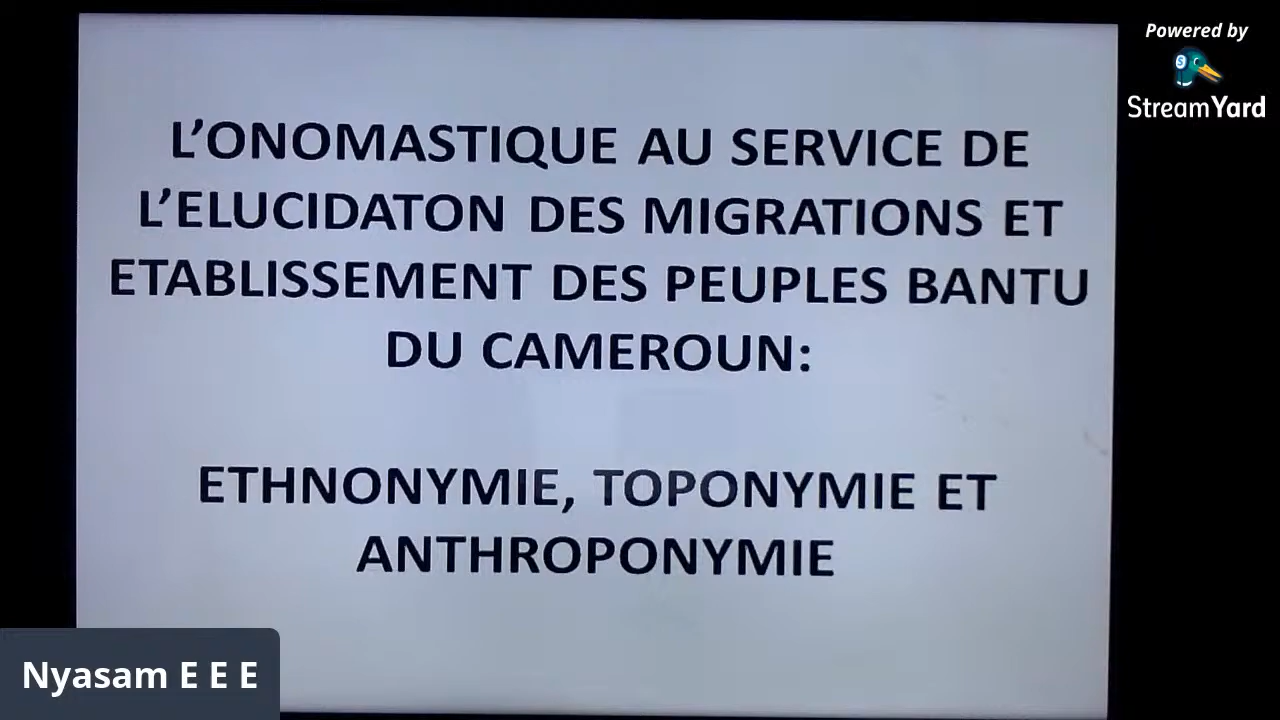 Powered by
StreamYard
L'ONOMASTIQUE AU SERVICE DE
L'ELUCIDATON DES MIGRATIONS ET
ETABLISSEMENT DES PEUPLES BANTU
DU CAMEROUN:
ETHNONYMIE, TOPONYMIE ET
ANTHROPONYMIE
Nyasam E E E